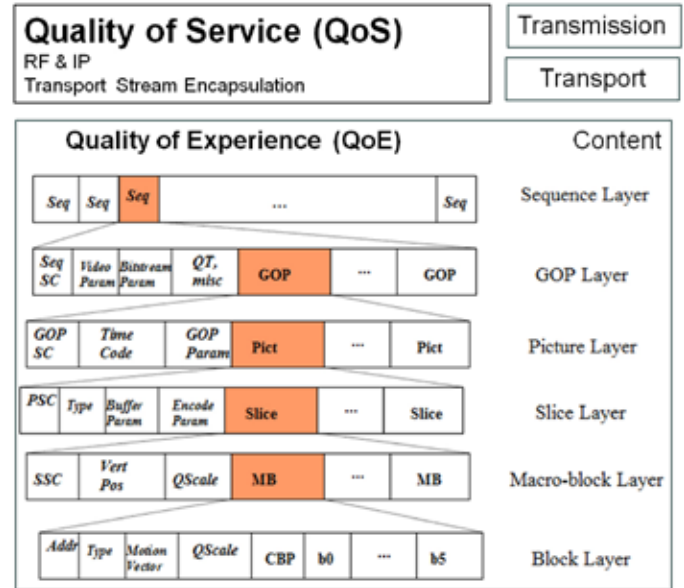 Quality of Service (QoS)
RF & IP
Transport Stream Encapsulation
Transmission
Transport
Quality of Experience (QoE)
Content
Seq Seq Seq ... Seq
Sequence Layer
Seq SC Video Param Bitstream Param QT, misc GOP ... GOP
GOP Layer
GOP SC Time Code GOP Param Pict ... Pict
Picture Layer
PSC Type Buffer Param Encode Param Slice ... Slice
Slice Layer
SSC Vert Pos QScale MB ... MB
Macro-block Layer
Addr Type Motion Vector QScale CBP b0 ... b5
Block Layer